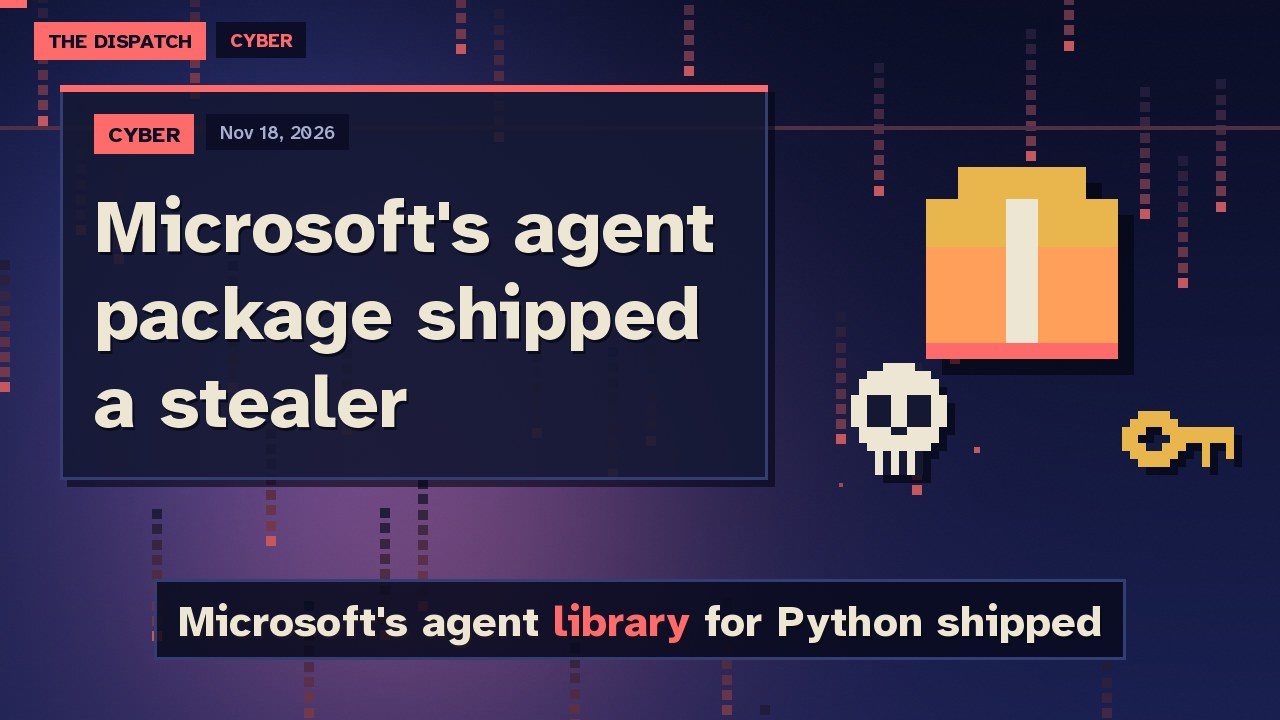 THE DISPATCH CYBER
CYBER Nov 18, 2026
Microsoft's agent
package shipped
a stealer
Microsoft's agent library for Python shipped